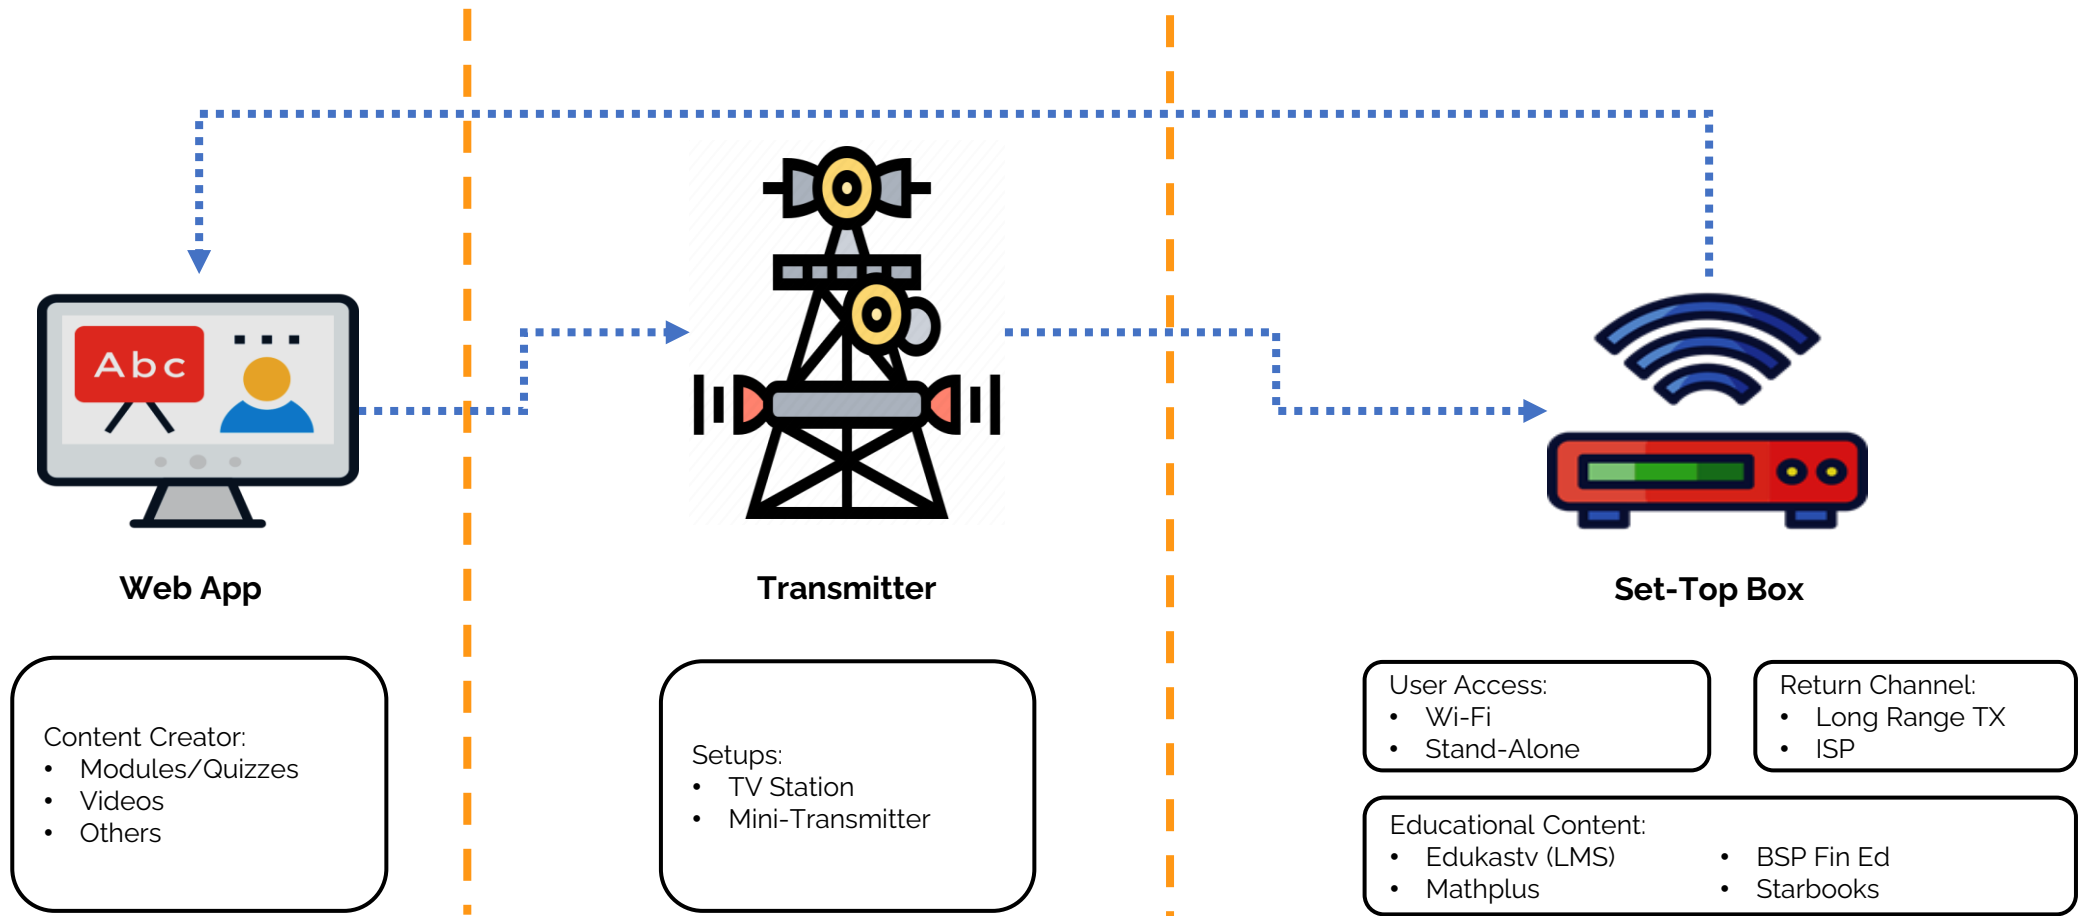 Abc
Web App
Transmitter
Set-Top Box
Content Creator:
• Modules/Quizzes
• Videos
• Others
Setups:
• TV Station
• Mini-Transmitter
User Access:
• Wi-Fi
• Stand-Alone
Return Channel:
• Long Range TX
• ISP
Educational Content:
• Edukastv (LMS)
• Mathplus
• BSP Fin Ed
• Starbooks